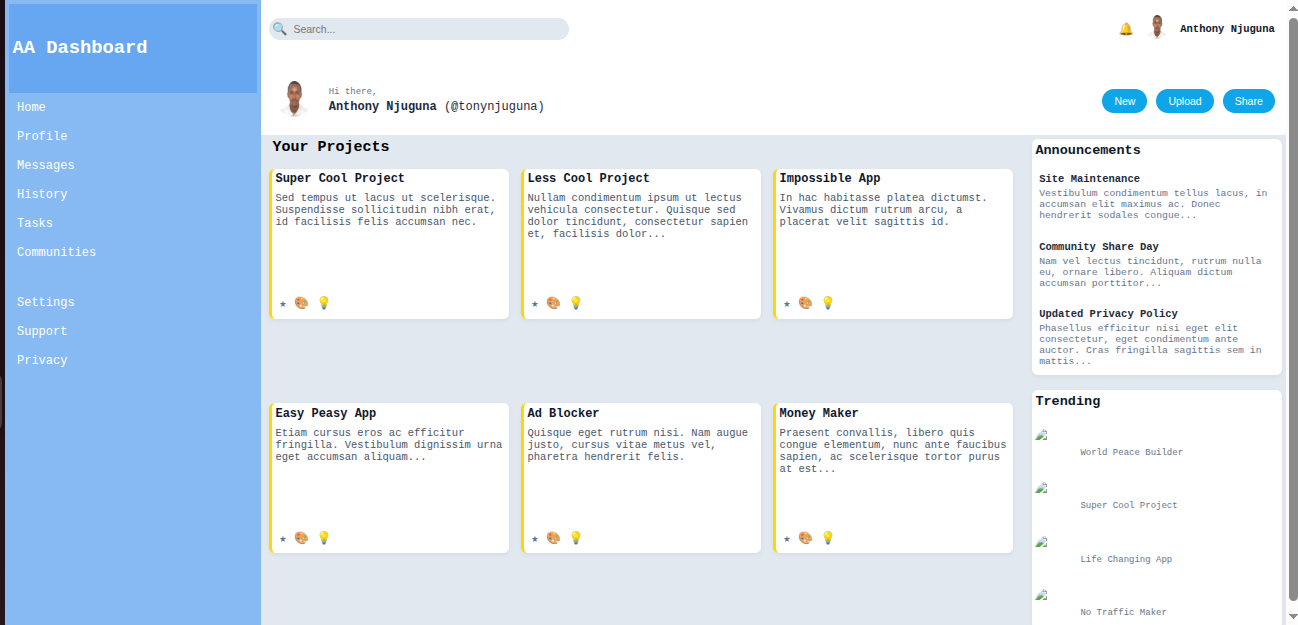 AA Dashboard
Home
Profile
Messages
History
Tasks
Communities
Settings
Support
Privacy
Search...
Anthony Njuguna
Hi there,
Anthony Njuguna (@tonynjuguna)
New
Upload
Share
Your Projects
Super Cool Project
Sed tempus ut lacus ut scelerisque.
Suspendisse sollicitudin nibh erat,
id facilisis felis accumsan nec.
Less Cool Project
Nullam condimentum ipsum ut lectus
vehicula consectetur. Quisque sed
dolor tincidunt, consectetur sapien
et, facilisis dolor...
Impossible App
In hac habitasse platea dictumst.
Vivamus dictum rutrum arcu, a
placerat velit sagittis id.
Easy Peasy App
Etiam cursus eros ac efficitur
fringilla. Vestibulum dignissim urna
eget accumsan aliquam...
Ad Blocker
Quisque eget rutrum nisi. Nam augue
justo, cursus vitae metus vel,
pharetra hendrerit felis.
Money Maker
Praesent convallis, libero quis
congue elementum, nunc ante faucibus
sapien, ac scelerisque tortor purus
at est...
Announcements
Site Maintenance
Vestibulum condimentum tellus lacus, in
accumsan elit maximus ac. Donec
hendrerit sodales congue...
Community Share Day
Nam vel lectus tincidunt, rutrum nulla
eu, ornare libero. Aliquam dictum
accumsan porttitor...
Updated Privacy Policy
Phasellus efficitur nisi eget elit
consectetur, eget condimentum ante
auctor. Cras fringilla sagittis sem in
mattis...
Trending
World Peace Builder
Super Cool Project
Life Changing App
No Traffic Maker